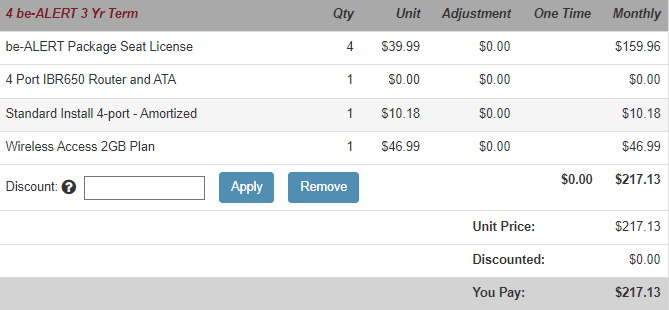 4 be-ALERT 3 Yr Term Qty Unit Adjustment One Time Monthly
be-ALERT Package Seat License 4 $39.99 $0.00 $159.96
4 Port IBR650 Router and ATA 1 $0.00 $0.00 $0.00
Standard Install 4-port - Amortized 1 $10.18 $0.00 $10.18
Wireless Access 2GB Plan 1 $46.99 $0.00 $46.99
Discount: ? Apply Remove $0.00 $217.13
Unit Price: $217.13
Discounted: $0.00
You Pay: $217.13